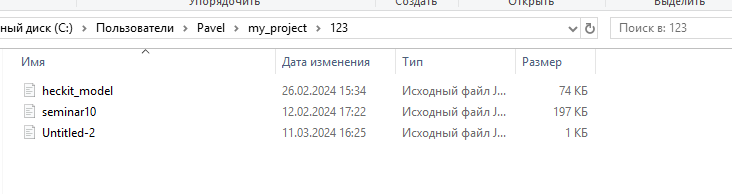 Упорядочить Создать Открыть Выделить
ный диск (C:) > Пользователи > Pavel > my_project > 123 Поиск в: 123
Имя Дата изменения Тип Размер
heckit_model 26.02.2024 15:34 Исходный файл J... 74 КБ
seminar10 12.02.2024 17:22 Исходный файл J... 197 КБ
Untitled-2 11.03.2024 16:25 Исходный файл J... 1 КБ